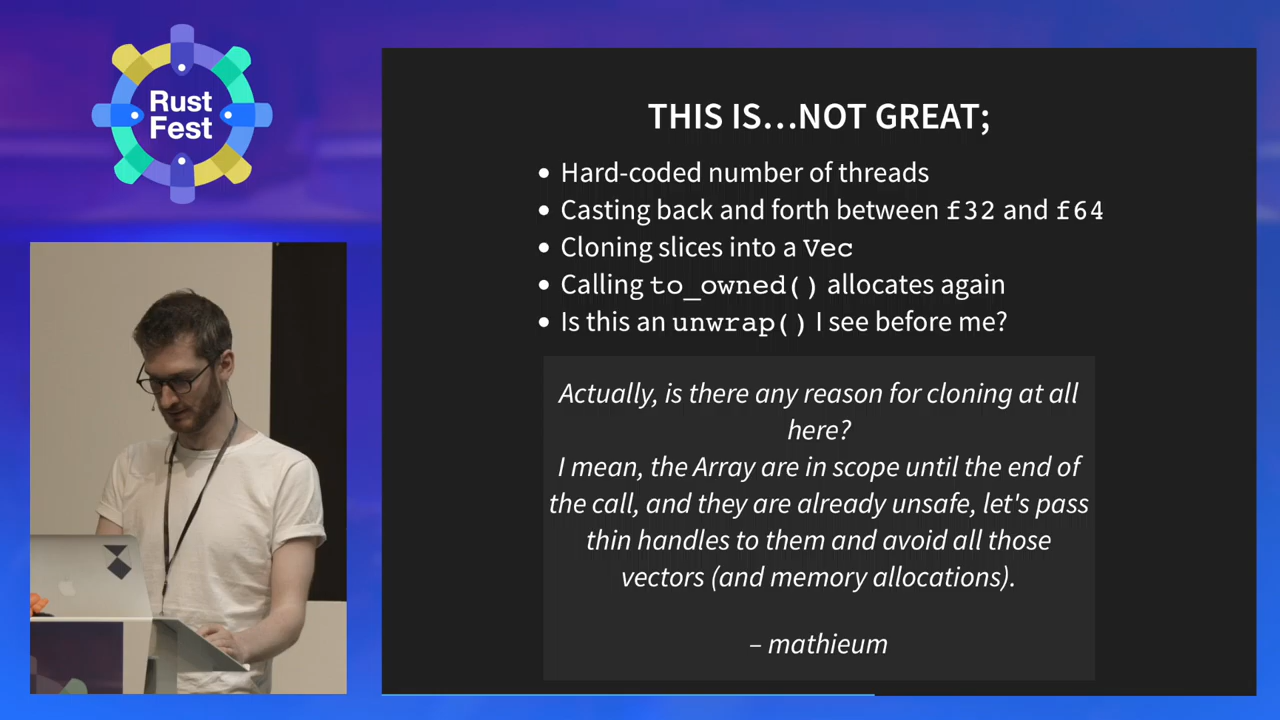 Rust
Fest
THIS IS...NOT GREAT;
• Hard-coded number of threads
• Casting back and forth between f32 and f64
• Cloning slices into a Vec
• Calling to_owned() allocates again
• Is this an unwrap() I see before me?
Actually, is there any reason for cloning at all
here?
I mean, the Array are in scope until the end of
the call, and they are already unsafe, let's pass
thin handles to them and avoid all those
vectors (and memory allocations).
– mathieum